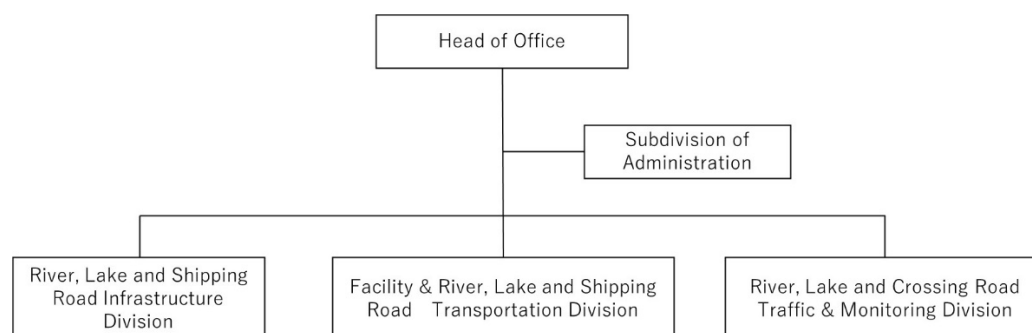 Head of Office
Subdivision of
Administration
River, Lake and Shipping
Road Infrastructure
Division
Facility & River, Lake and Shipping
Road Transportation Division
River, Lake and Crossing Road
Traffic & Monitoring Division